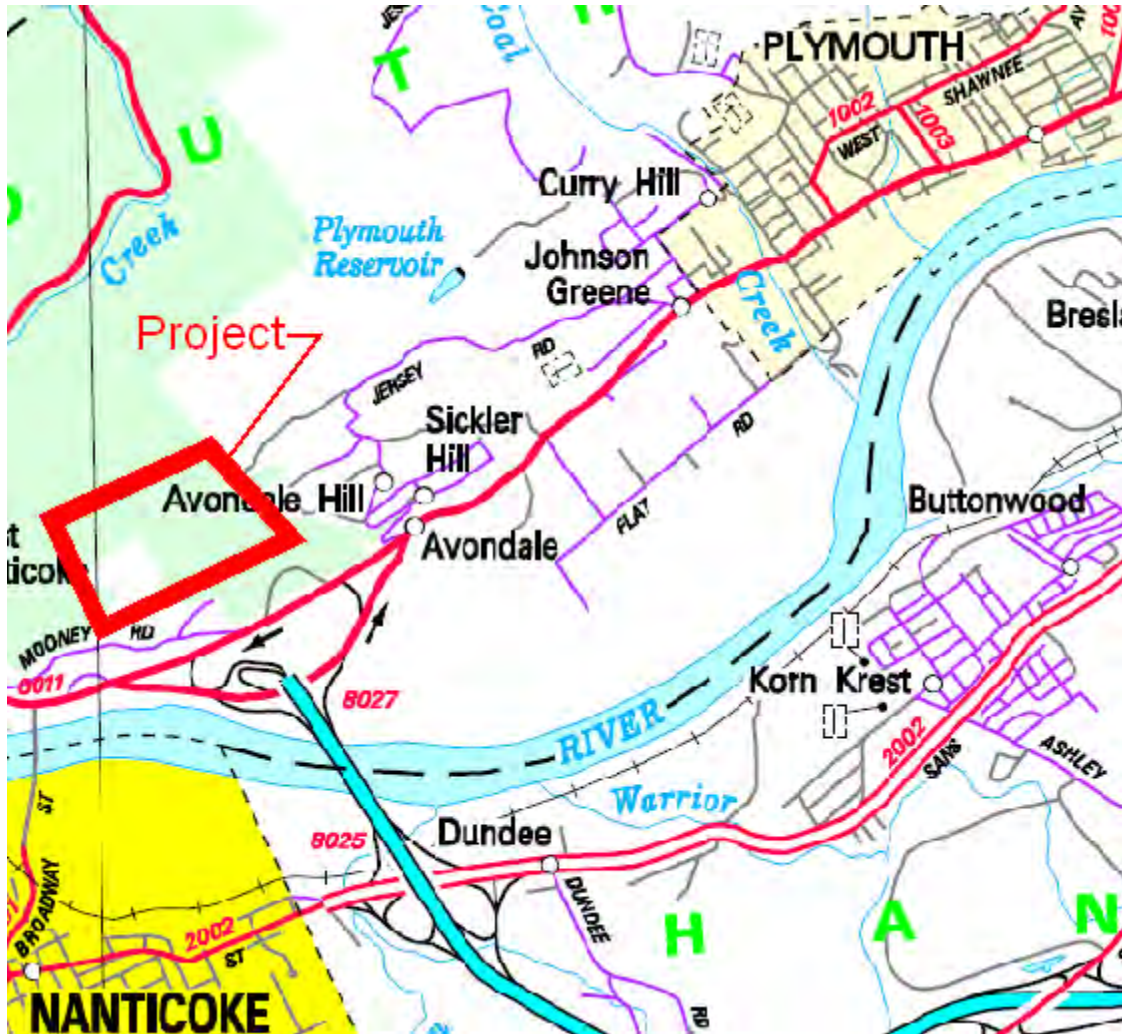 Coal
PLYMOUTH
T
U
1002
SHAWNEE
WEST
1003
Curry Hill
Creek
Plymouth
Reservoir
Johnson
Greene
Creek
Project
RD
JERSEY
Sickler
Hill
RD
FLAT
Avondale Hill
Avondale
Buttonwood
MOONEY RD
8027
Korn Krest
RIVER
2002
SANS
ASHLEY
Warrior
ST
8025
Dundee
BROADWAY
2002
ST
DUNDEE
RD
H
A
N
NANTICOKE